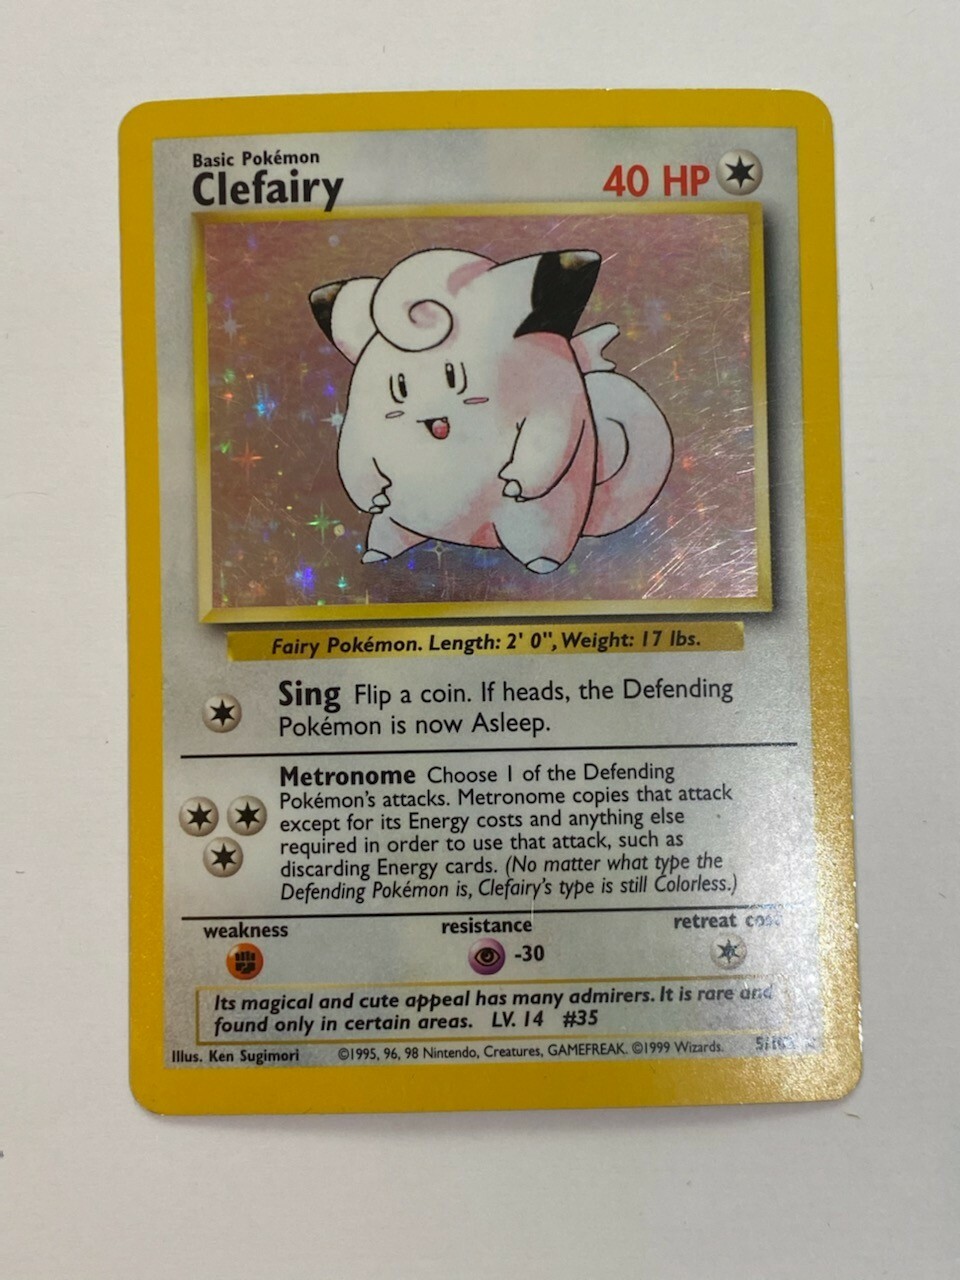 Basic Pokémon
Clefairy
40 HP
Fairy Pokémon. Length: 2' 0", Weight: 17 lbs.
Sing Flip a coin. If heads, the Defending
Pokémon is now Asleep.
Metronome Choose 1 of the Defending
Pokémon's attacks. Metronome copies that attack
except for its Energy costs and anything else
required in order to use that attack, such as
discarding Energy cards. (No matter what type the
Defending Pokémon is, Clefairy's type is still Colorless.)
weakness
resistance
retreat cost
-30
Its magical and cute appeal has many admirers. It is rare and
found only in certain areas. LV. 14 #35
Illus. Ken Sugimori
©1995, 96, 98 Nintendo, Creatures, GAMEFREAK. ©1999 Wizards.